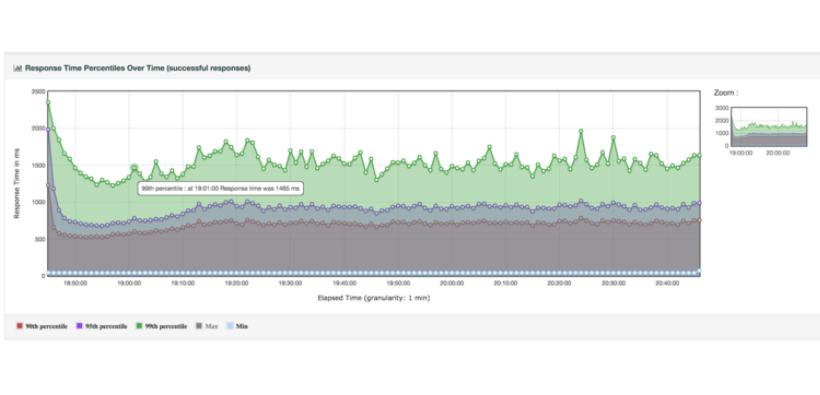 Response Time Percentiles Over Time (successful responses)
Zoom :
Response Time in ms
2500
2000
1500
1000
500
0
99th percentile : at 19:01:00 Response time was 1465 ms
18:50:00 19:00:00 19:10:00 19:20:00 19:30:00 19:40:00 19:50:00 20:00:00 20:10:00 20:20:00 20:30:00 20:40:00
Elapsed Time (granularity: 1 min)
3000
2000
1000
0
19:00:00 20:00:00
90th percentile 95th percentile 99th percentile Max Min